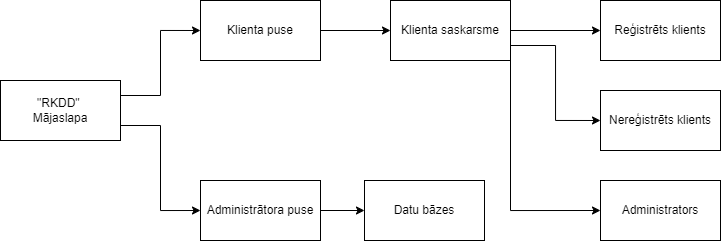 Klienta puse
Klienta saskarsme
Reģistrēts klients
"RKDD"
Mājaslapa
Nereģistrēts klients
Administrātora puse
Datu bāzes
Administrators